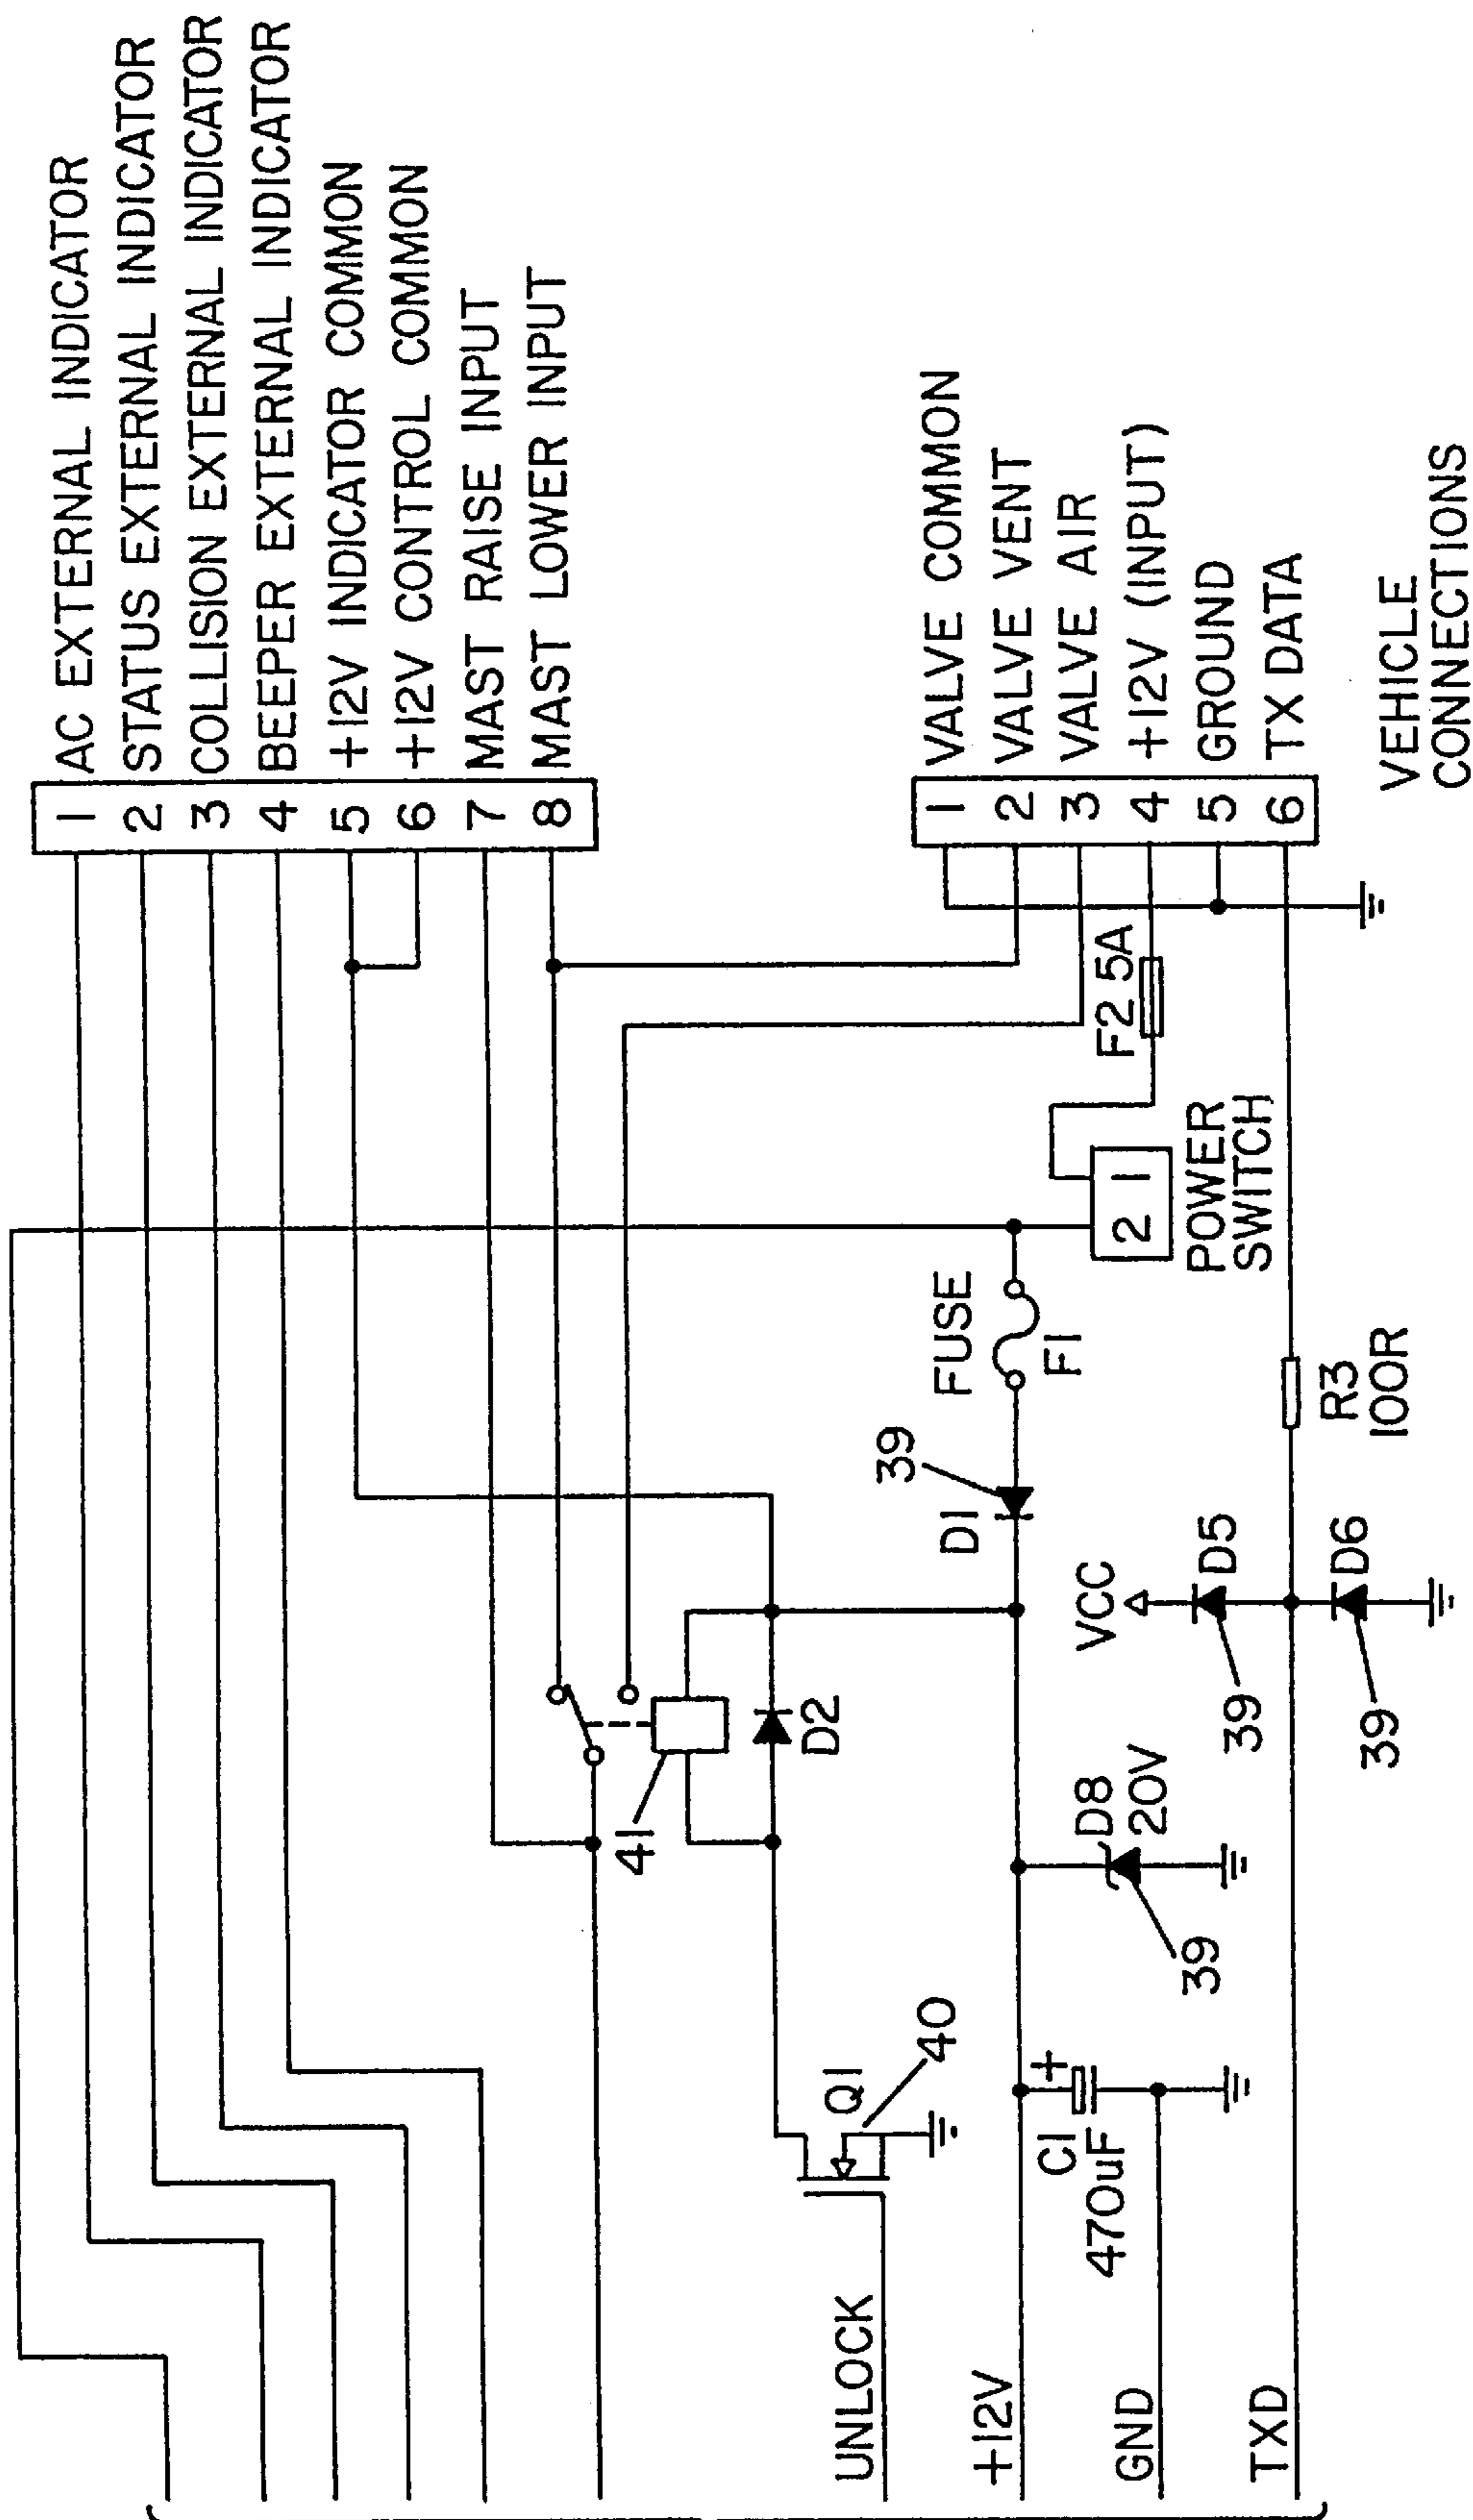 1 AC EXTERNAL INDICATOR
2 STATUS EXTERNAL INDICATOR
3 COLLISION EXTERNAL INDICATOR
4 BEEPER EXTERNAL INDICATOR
5 +12V INDICATOR COMMON
6 +12V CONTROL COMMON
7 MAST RAISE INPUT
8 MAST LOWER INPUT
41
D2
UNLOCK
Q1
40
39
D1
FUSE
F1
1 VALVE COMMON
2 VALVE VENT
3 VALVE AIR
4 +12V (INPUT)
5 GROUND
6 TX DATA
VEHICLE
CONNECTIONS
F2 5A
2 1
POWER
SWITCH
+12V
C1
470uF
+
D8
20V
39
VCC
D5
39
D6
39
GND
TXD
R3
100R